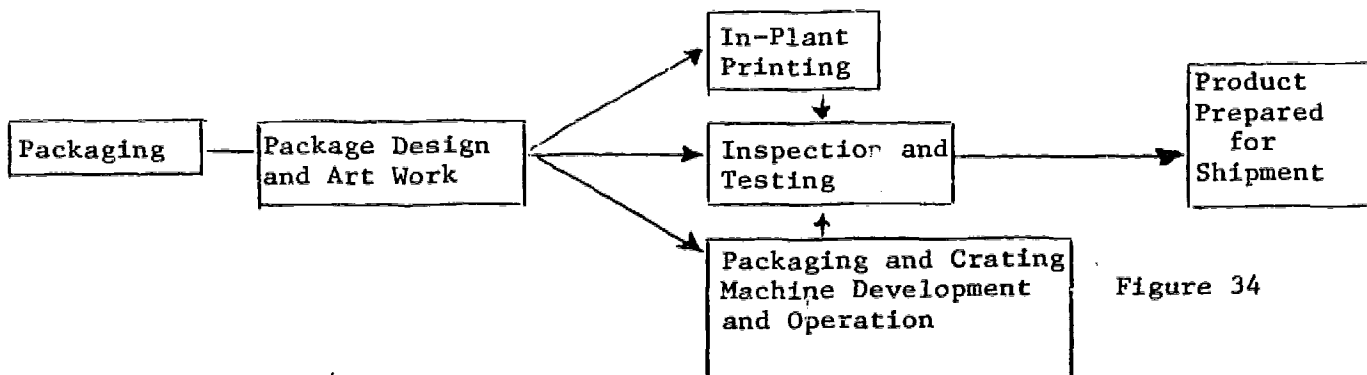 Packaging
Package Design
and Art Work
In-Plant
Printing
Inspection and
Testing
Packaging and Crating
Machine Development
and Operation
Product
Prepared
for
Shipment
Figure 34